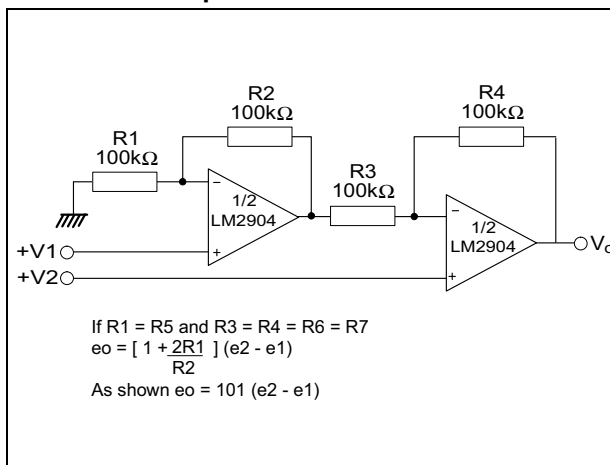 R1
100kΩ
R2
100kΩ
R3
100kΩ
R4
100kΩ
1/2
LM2904
1/2
LM2904
+V1
+V2
If R1 = R5 and R3 = R4 = R6 = R7
eo = [ 1 + 2R1 ] (e2 - e1)
R2
As shown eo = 101 (e2 - e1)